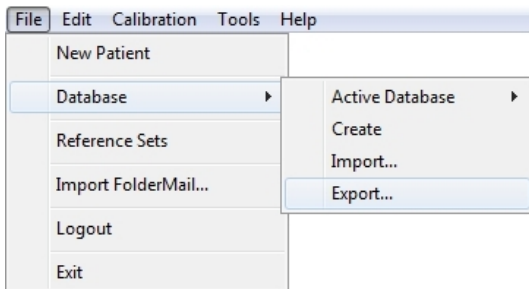 File Edit Calibration Tools Help
New Patient
Database
Reference Sets
Import FolderMail...
Logout
Exit
Active Database
Create
Import...
Export...